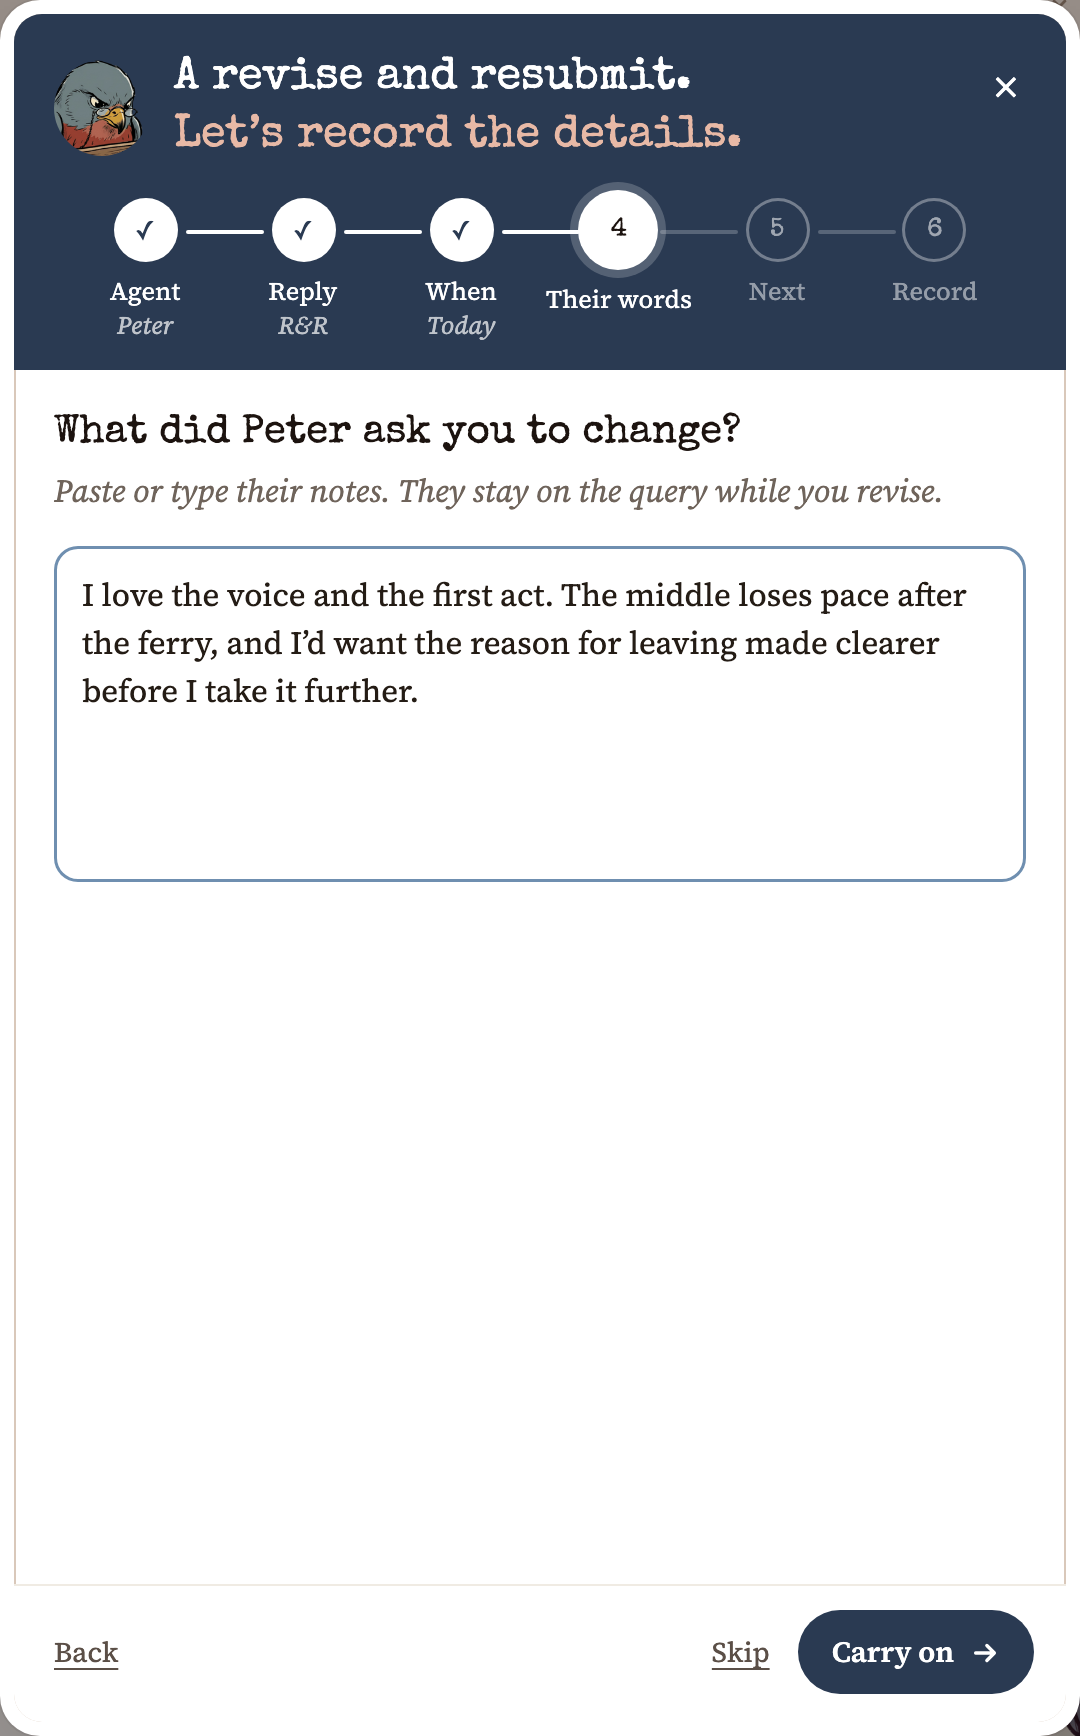 A revise and resubmit.
Let’s record the details.
✓ ✓ ✓ 4 5 6
Agent Reply When Their words Next Record
Peter R&R Today
What did Peter ask you to change?
Paste or type their notes. They stay on the query while you revise.
I love the voice and the first act. The middle loses pace after
the ferry, and I’d want the reason for leaving made clearer
before I take it further.
Back Skip Carry on →